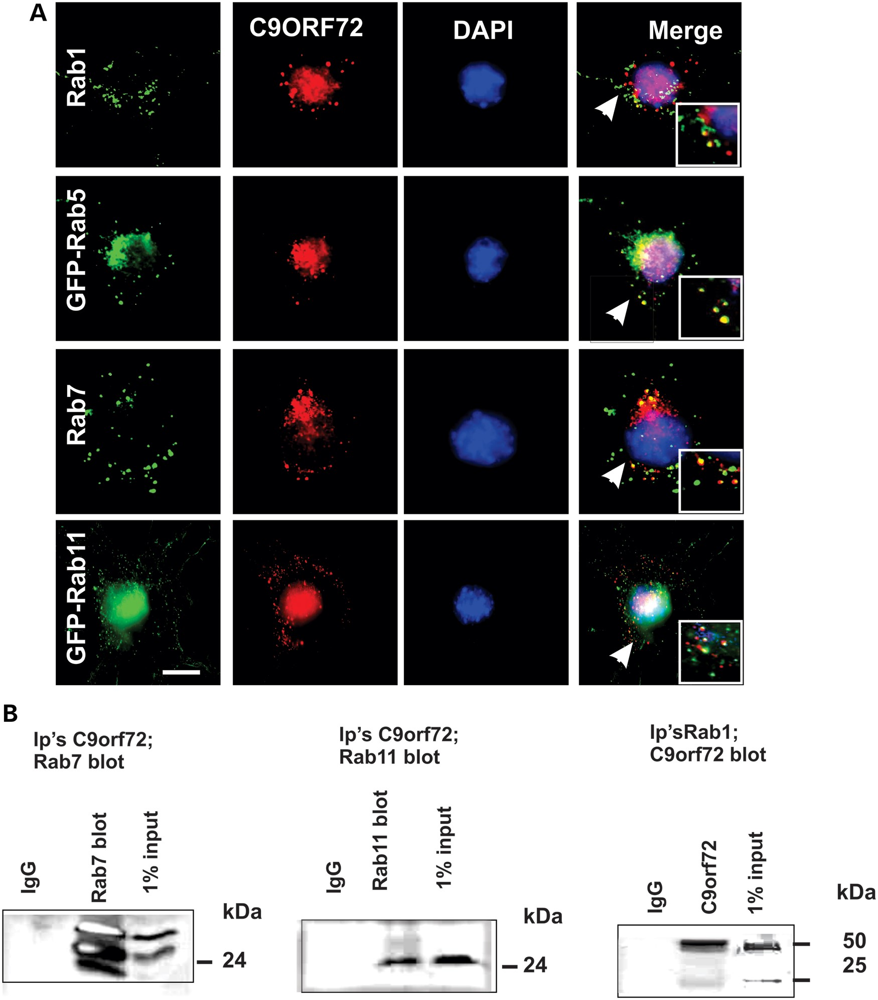 A
C9ORF72
DAPI
Merge
Rab1
GFP-Rab5
Rab7
GFP-Rab11
B
Ip's C9orf72;
Rab7 blot
IgG
Rab7 blot
1% input
kDa
24
Ip's C9orf72;
Rab11 blot
IgG
Rab11 blot
1% input
kDa
24
Ip'sRab1;
C9orf72 blot
IgG
C9orf72
1% input
kDa
50
25